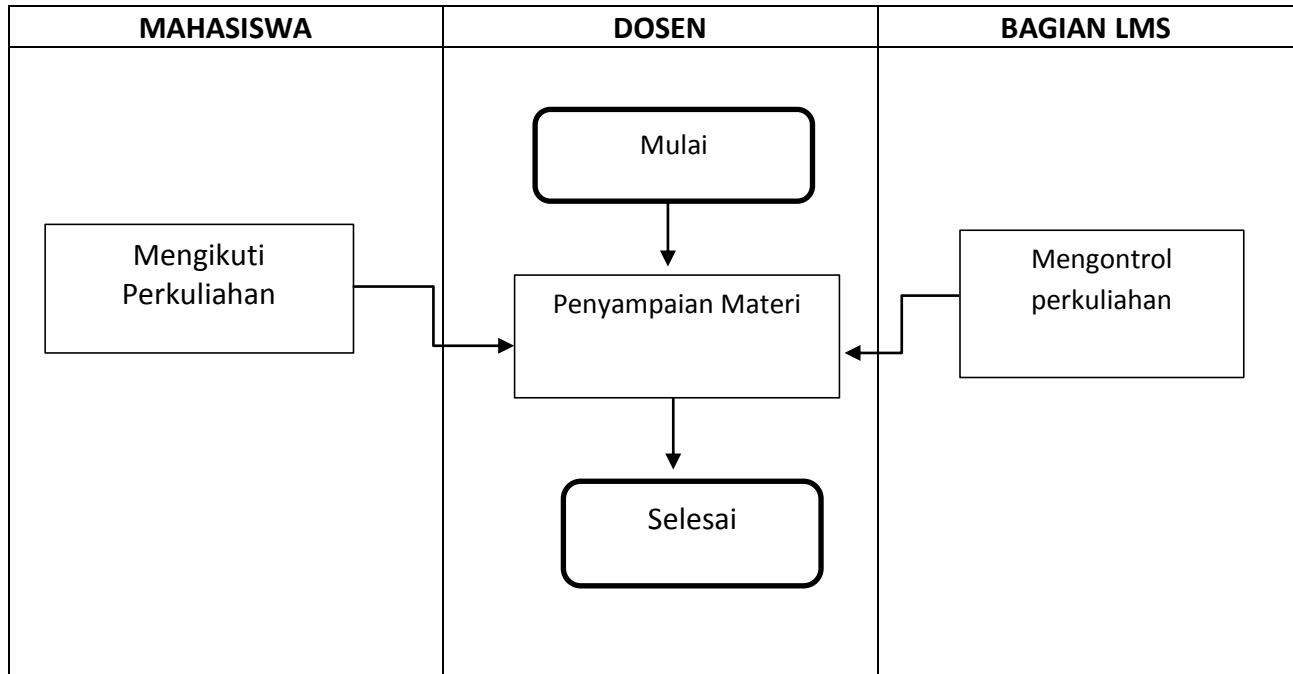 MAHASISWA
DOSEN
BAGIAN LMS
Mulai
Mengikuti
Perkuliahan
Penyampaian Materi
Mengontrol
perkuliahan
Selesai